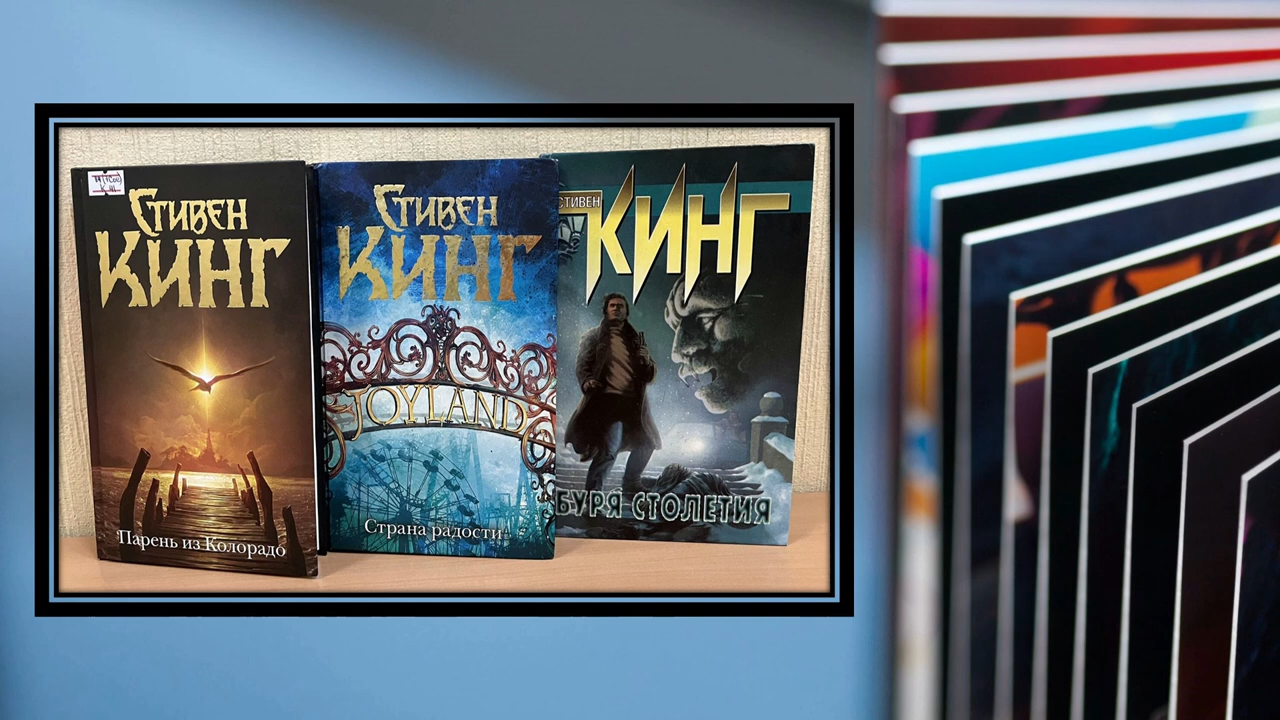 СТИВЕН
КИНГ
Парень из Колорадо
СТИВЕН
КИНГ
JOYLAND
Страна радости
СТИВЕН
КИНГ
БУРЯ СТОЛЕТИЯ